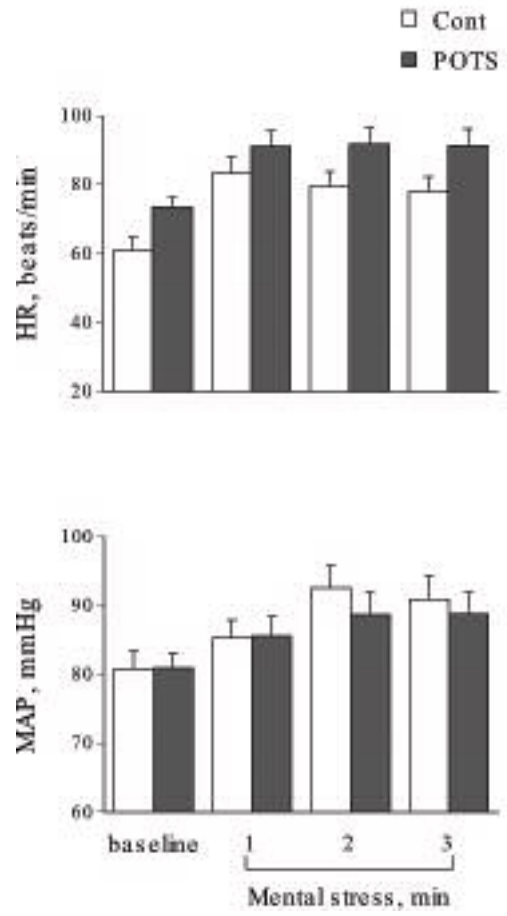 Cont
POTS
HR, beats/min
100
80
60
40
20
MAP, mmHg
100
90
80
70
60
baseline 1 2 3
Mental stress, min